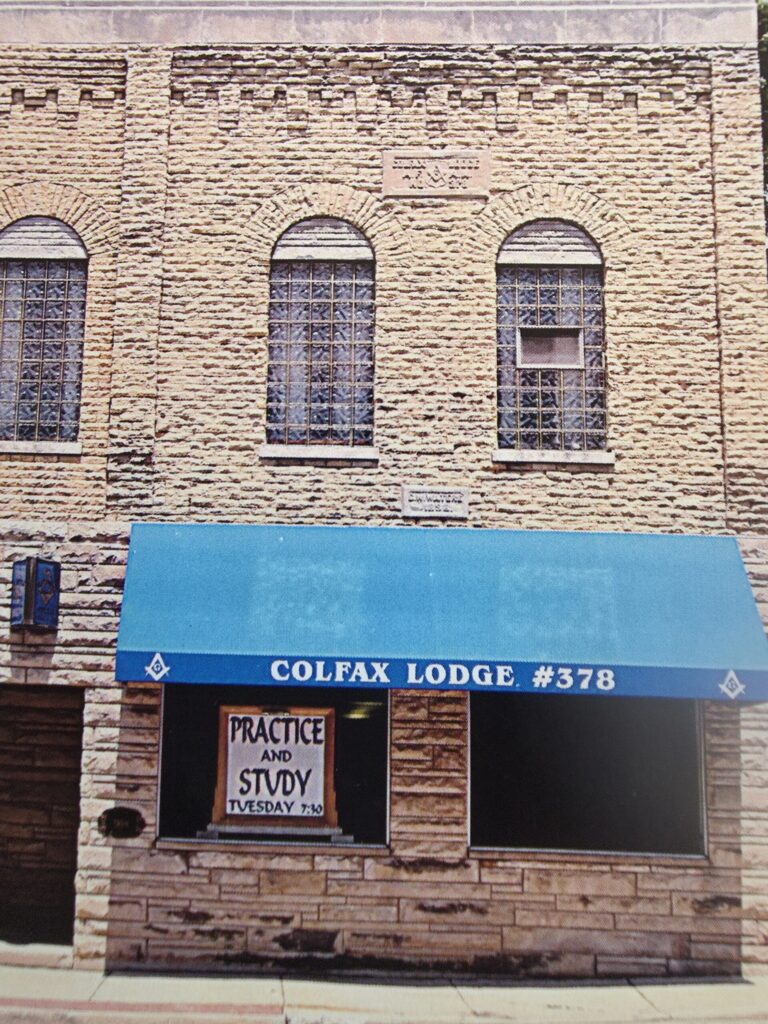 COLFAX LODGE #378
PRACTICE
AND
STUDY
TUESDAY 7:30